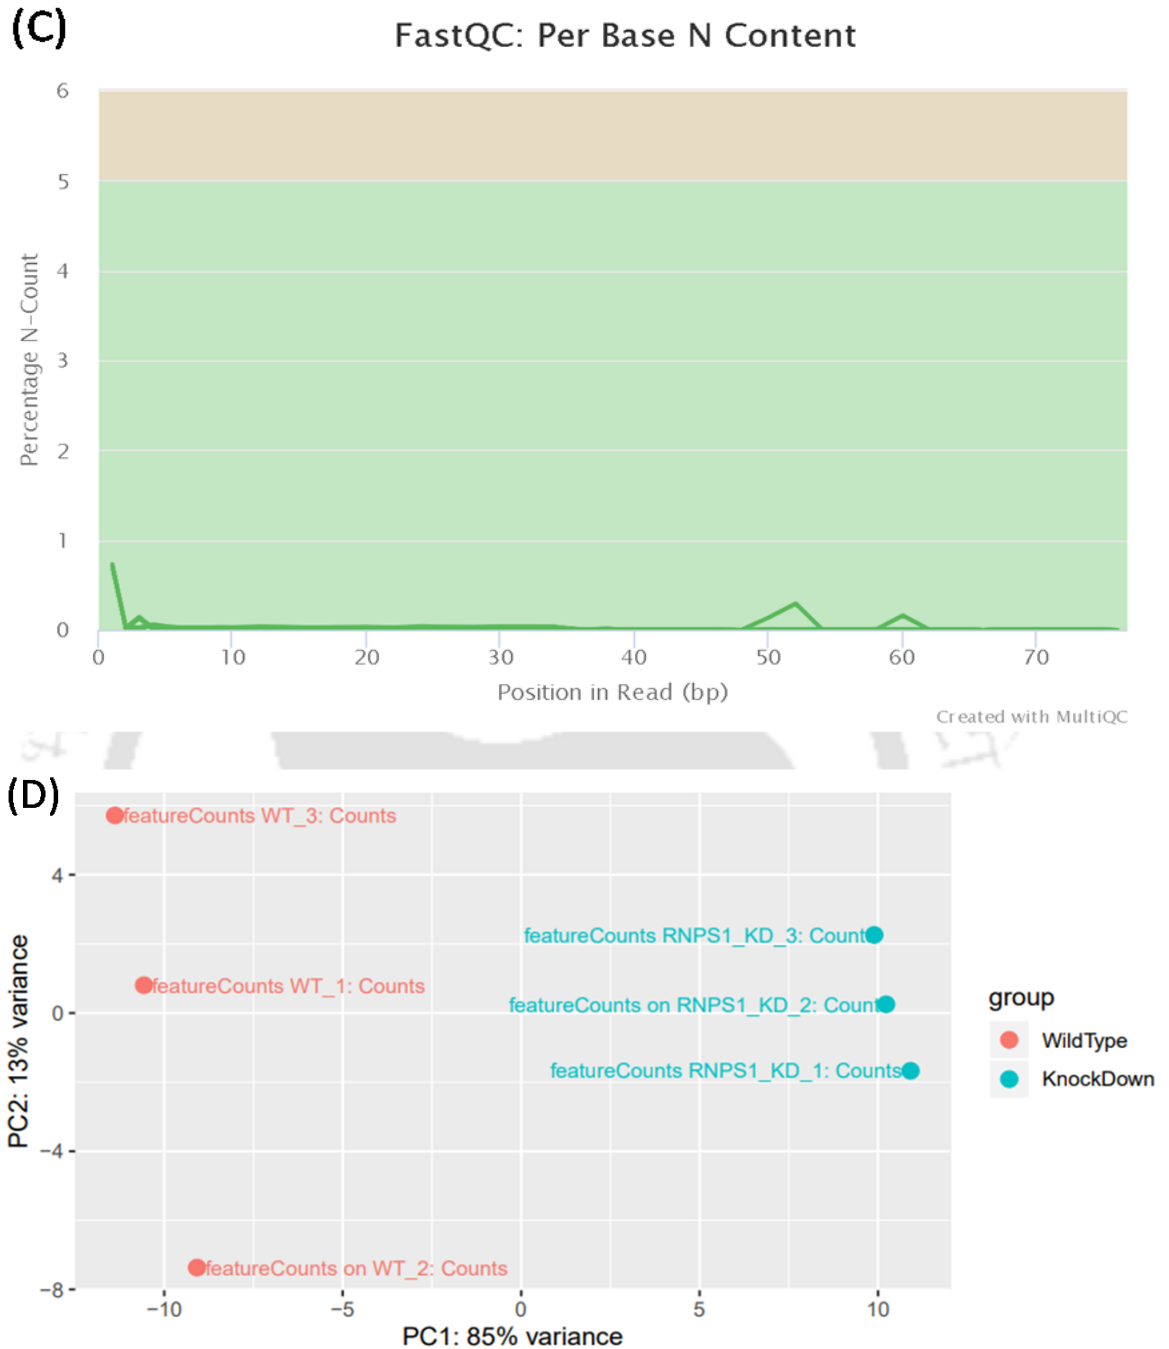 (C)
FastQC: Per Base N Content
6
5
4
3
2
1
0
Percentage N-Count
0 10 20 30 40 50 60 70
Position in Read (bp)
Created with MultiQC
(D)
featureCounts WT_3: Counts
4
featureCounts RNPS1_KD_3: Count
featureCounts WT_1: Counts
featureCounts on RNPS1_KD_2: Count
0
featureCounts RNPS1_KD_1: Counts
−4
featureCounts on WT_2: Counts
−8
PC2: 13% variance
−10 −5 0 5 10
PC1: 85% variance
group
WildType
KnockDown